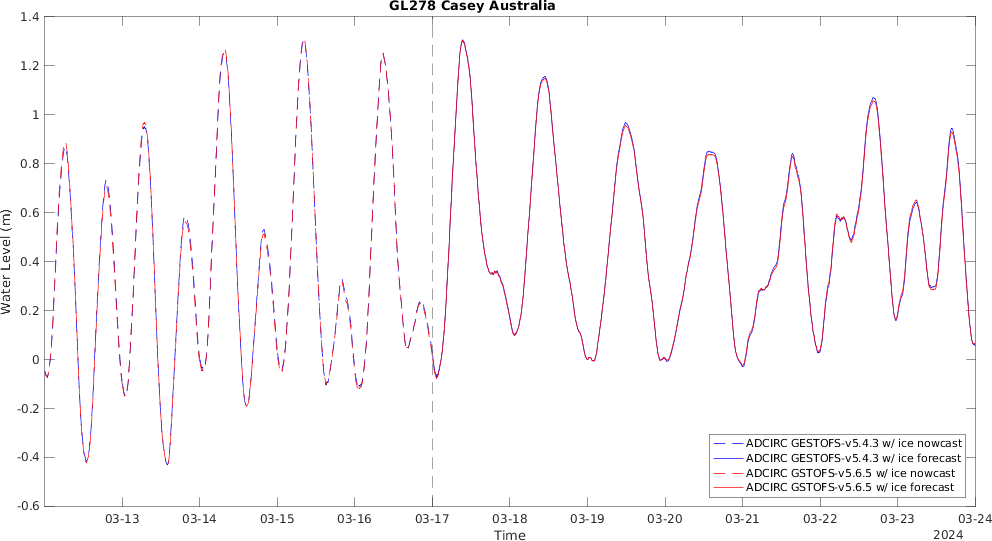 GL278 Casey Australia
Water Level (m)
1.4
1.2
1
0.8
0.6
0.4
0.2
0
-0.2
-0.4
-0.6
03-13 03-14 03-15 03-16 03-17 03-18 03-19 03-20 03-21 03-22 03-23 03-24
Time
2024
ADCIRC GESTOFS-v5.4.3 w/ ice nowcast
ADCIRC GESTOFS-v5.4.3 w/ ice forecast
ADCIRC GSTOFS-v5.6.5 w/ ice nowcast
ADCIRC GSTOFS-v5.6.5 w/ ice forecast